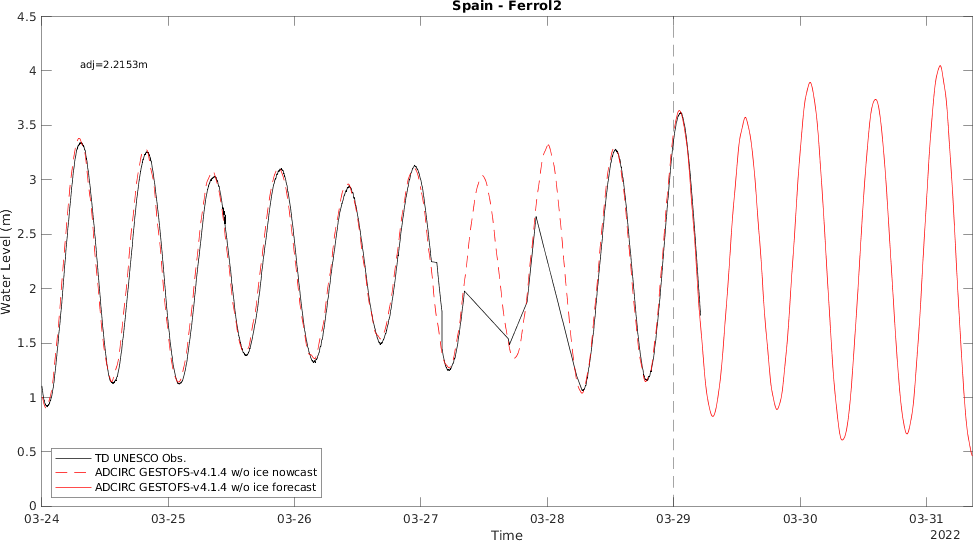 Spain - Ferrol2
adj=2.2153m
4.5
4
3.5
3
2.5
2
1.5
1
0.5
0
Water Level (m)
TD UNESCO Obs.
ADCIRC GESTOFS-v4.1.4 w/o ice nowcast
ADCIRC GESTOFS-v4.1.4 w/o ice forecast
03-24 03-25 03-26 03-27 03-28 03-29 03-30 03-31
Time
2022